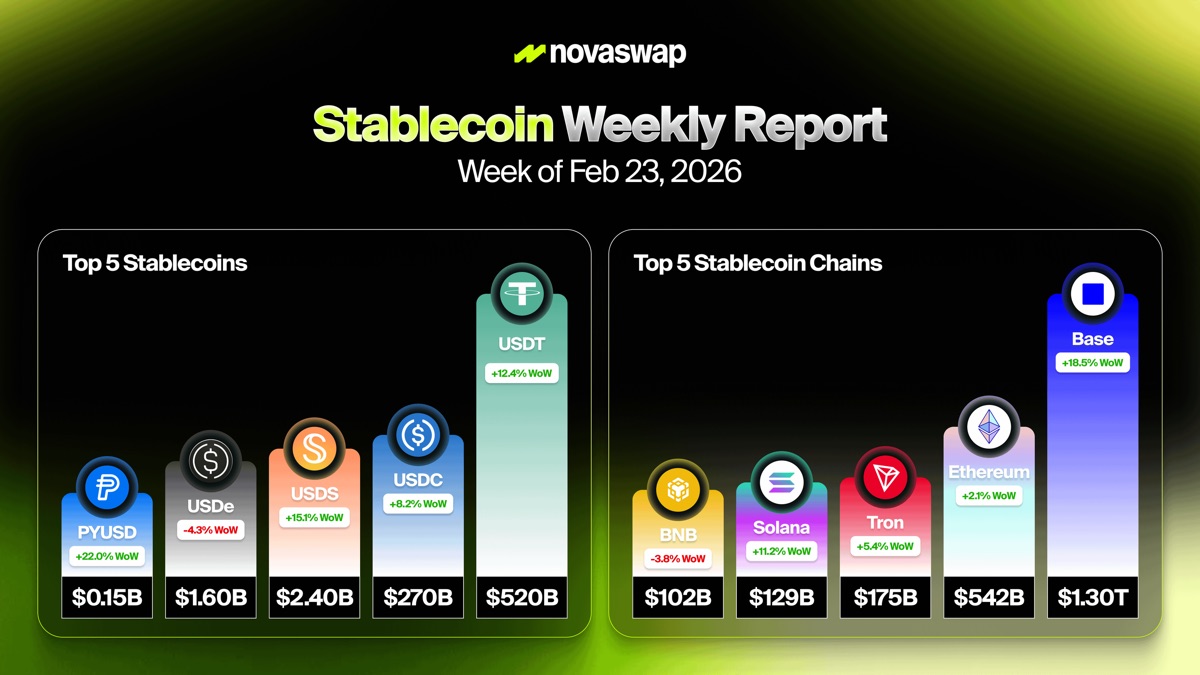 novaswap
Stablecoin Weekly Report
Week of Feb 23, 2026
Top 5 Stablecoins
PYUSD
+22.0% WoW
$0.15B
USDe
-4.3% WoW
$1.60B
USDS
+15.1% WoW
$2.40B
USDC
+8.2% WoW
$270B
USDT
+12.4% WoW
$520B
Top 5 Stablecoin Chains
BNB
-3.8% WoW
$102B
Solana
+11.2% WoW
$129B
Tron
+5.4% WoW
$175B
Ethereum
+2.1% WoW
$542B
Base
+18.5% WoW
$1.30T